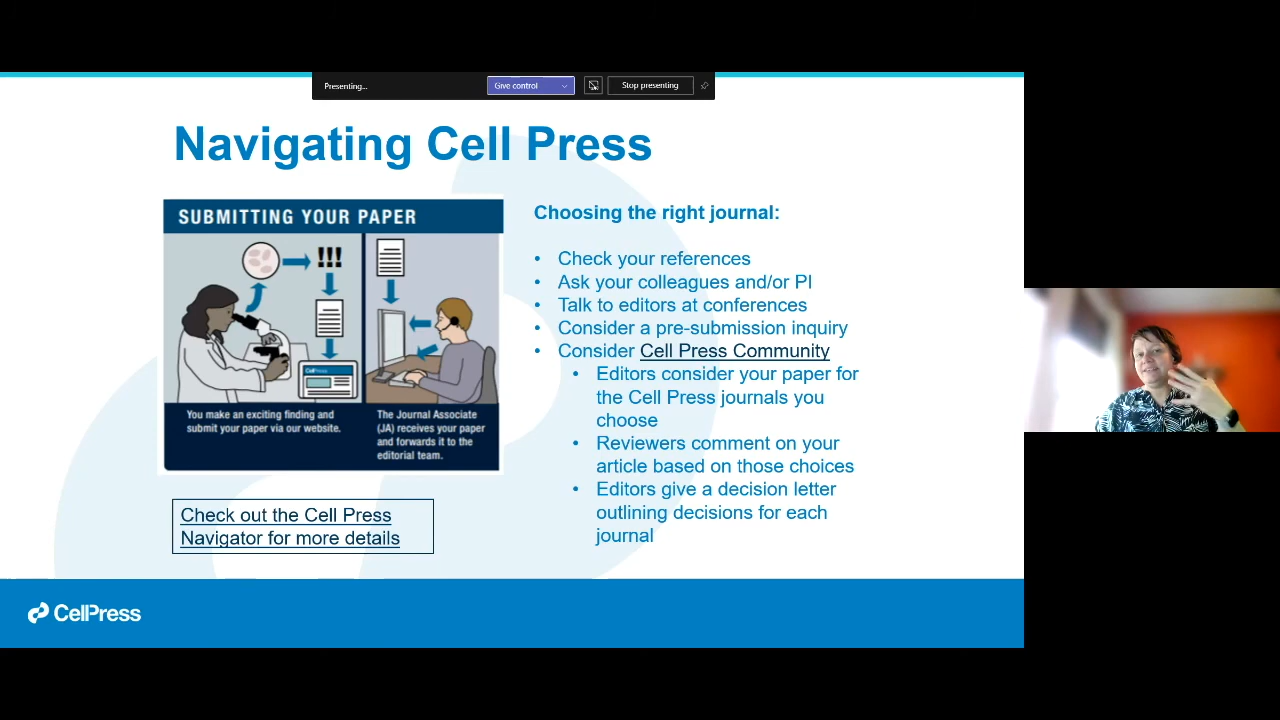 Presenting...
Give control
Stop presenting
Navigating Cell Press
SUBMITTING YOUR PAPER
!!!
CellPress
You make an exciting finding and
submit your paper via our website.
The Journal Associate
(JA) receives your paper
and forwards it to the
editorial team.
Check out the Cell Press
Navigator for more details
Choosing the right journal:
• Check your references
• Ask your colleagues and/or PI
• Talk to editors at conferences
• Consider a pre-submission inquiry
• Consider Cell Press Community
• Editors consider your paper for
the Cell Press journals you
choose
• Reviewers comment on your
article based on those choices
• Editors give a decision letter
outlining decisions for each
journal
CellPress